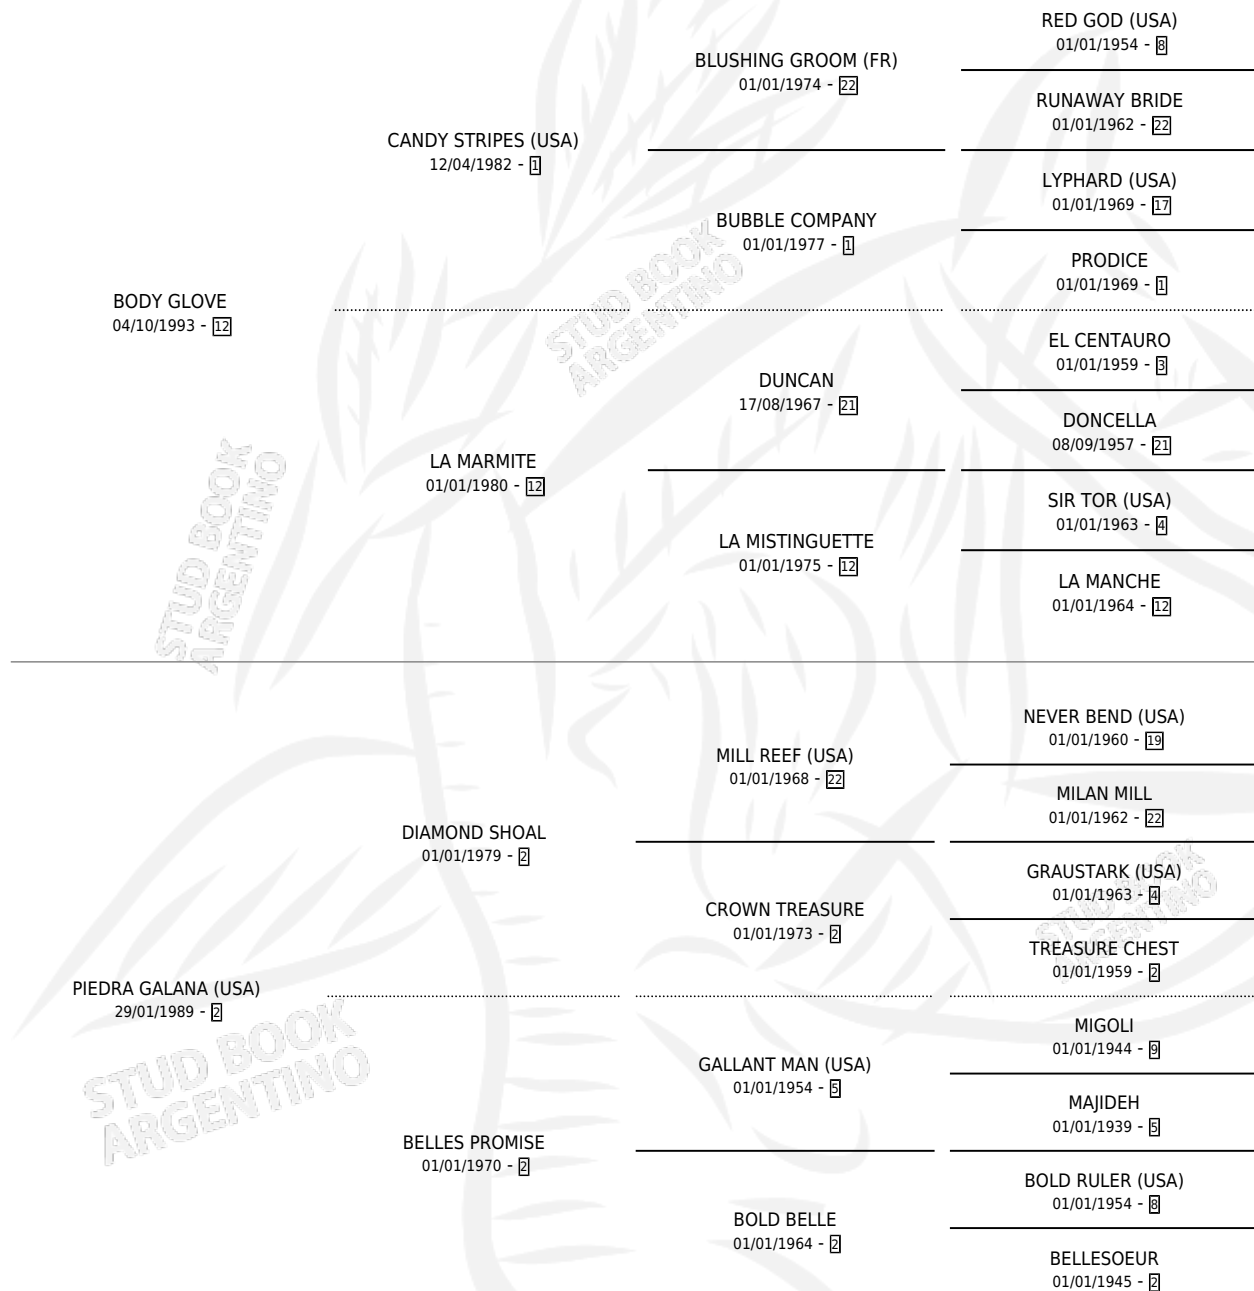 RED GOD (USA)
01/01/1954 - 8
BLUSHING GROOM (FR)
01/01/1974 - 22
RUNAWAY BRIDE
01/01/1962 - 22
CANDY STRIPES (USA)
12/04/1982 - 1
LYPHARD (USA)
01/01/1969 - 17
BUBBLE COMPANY
01/01/1977 - 1
PRODICE
01/01/1969 - 1
BODY GLOVE
04/10/1993 - 12
STUD BOOK
ARGENTINO
EL CENTAURO
01/01/1959 - 3
DUNCAN
17/08/1967 - 21
DONCELLA
08/09/1957 - 21
LA MARMITE
01/01/1980 - 12
SIR TOR (USA)
01/01/1963 - 4
LA MISTINGUETTE
01/01/1975 - 12
LA MANCHE
01/01/1964 - 12
STUD BOOK
ARGENTINO
NEVER BEND (USA)
01/01/1960 - 19
MILL REEF (USA)
01/01/1968 - 22
MILAN MILL
01/01/1962 - 22
DIAMOND SHOAL
01/01/1979 - 2
GRAUSTARK (USA)
01/01/1963 - 4
CROWN TREASURE
01/01/1973 - 2
STUD BOOK
ARGENTINO
TREASURE CHEST
01/01/1959 - 2
PIEDRA GALANA (USA)
29/01/1989 - 2
MIGOLI
01/01/1944 - 9
GALLANT MAN (USA)
01/01/1954 - 5
STUD BOOK
ARGENTINO
MAJIDEH
01/01/1939 - 5
BELLES PROMISE
01/01/1970 - 2
BOLD RULER (USA)
01/01/1954 - 8
BOLD BELLE
01/01/1964 - 2
BELLESOEUR
01/01/1945 - 2